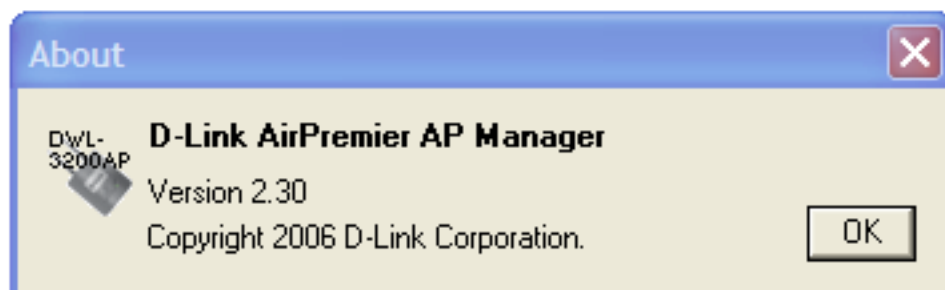 About
DWL-
3200AP
D-Link AirPremier AP Manager
Version 2.30
Copyright 2006 D-Link Corporation.
OK